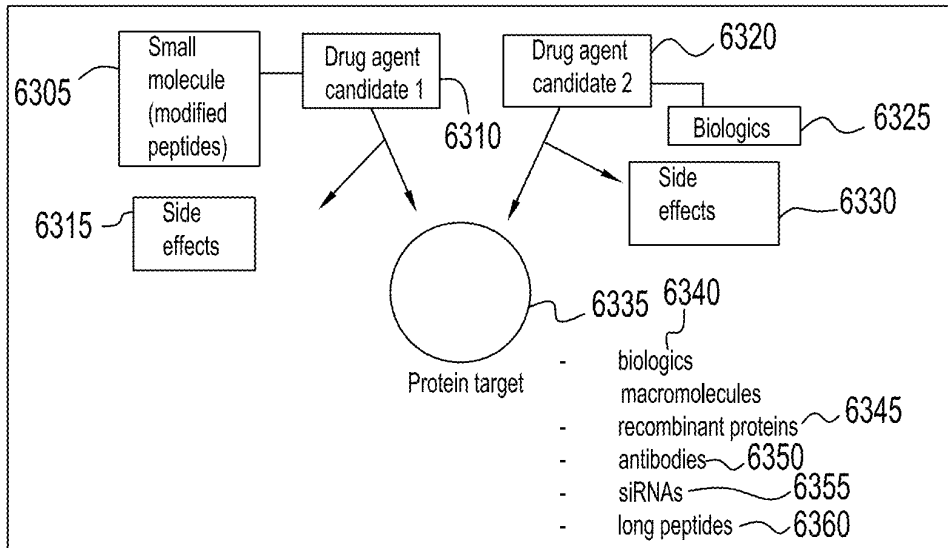 6305
Small
molecule
(modified
peptides)
Drug agent
candidate 1
6310
Drug agent
candidate 2
6320
Biologics
6325
6315
Side
effects
Side
effects
6330
6335
Protein target
6340
- biologics
macromolecules
- recombinant proteins 6345
- antibodies 6350
- siRNAs 6355
- long peptides 6360